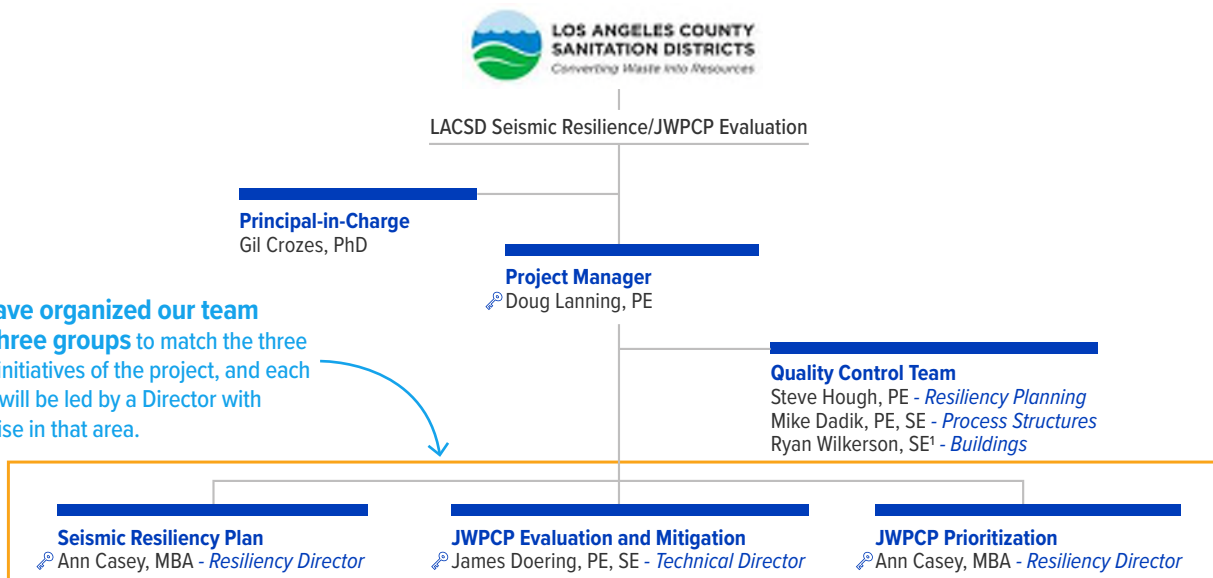 LOS ANGELES COUNTY
SANITATION DISTRICTS
Converting Waste Into Resources
LACSD Seismic Resilience/JWPCP Evaluation
Principal-in-Charge
Gil Crozes, PhD
Project Manager
Doug Lanning, PE
ave organized our team
hree groups to match the three
initiatives of the project, and each
will be led by a Director with
ise in that area.
Quality Control Team
Steve Hough, PE - Resiliency Planning
Mike Dadik, PE, SE - Process Structures
Ryan Wilkerson, SE¹ - Buildings
Seismic Resiliency Plan
Ann Casey, MBA - Resiliency Director
JWPCP Evaluation and Mitigation
James Doering, PE, SE - Technical Director
JWPCP Prioritization
Ann Casey, MBA - Resiliency Director